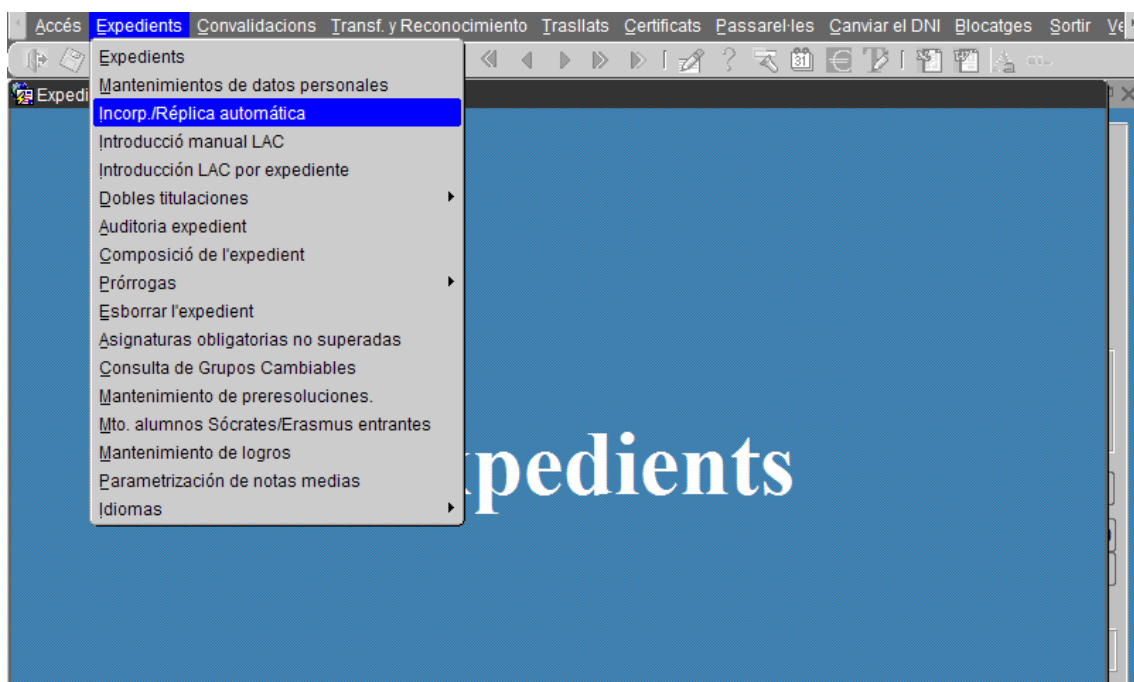 Accés Expedients Convalidacions Transf. y Reconocimiento Trasllats Certificats Passarel·les Canviar el DNI Blocatges Sortir
31
Expedi
Expedients
Mantenimientos de datos personales
Incorp./Réplica automática
Introducció manual LAC
Introducción LAC por expediente
Dobles titulaciones
Auditoria expedient
Composició de l'expedient
Prórrogas
Esborrar l'expedient
Asignaturas obligatorias no superadas
Consulta de Grupos Cambiables
Mantenimiento de preresoluciones.
Mto. alumnos Sócrates/Erasmus entrantes
Mantenimiento de logros
Parametrización de notas medias
Idiomas
xpedients